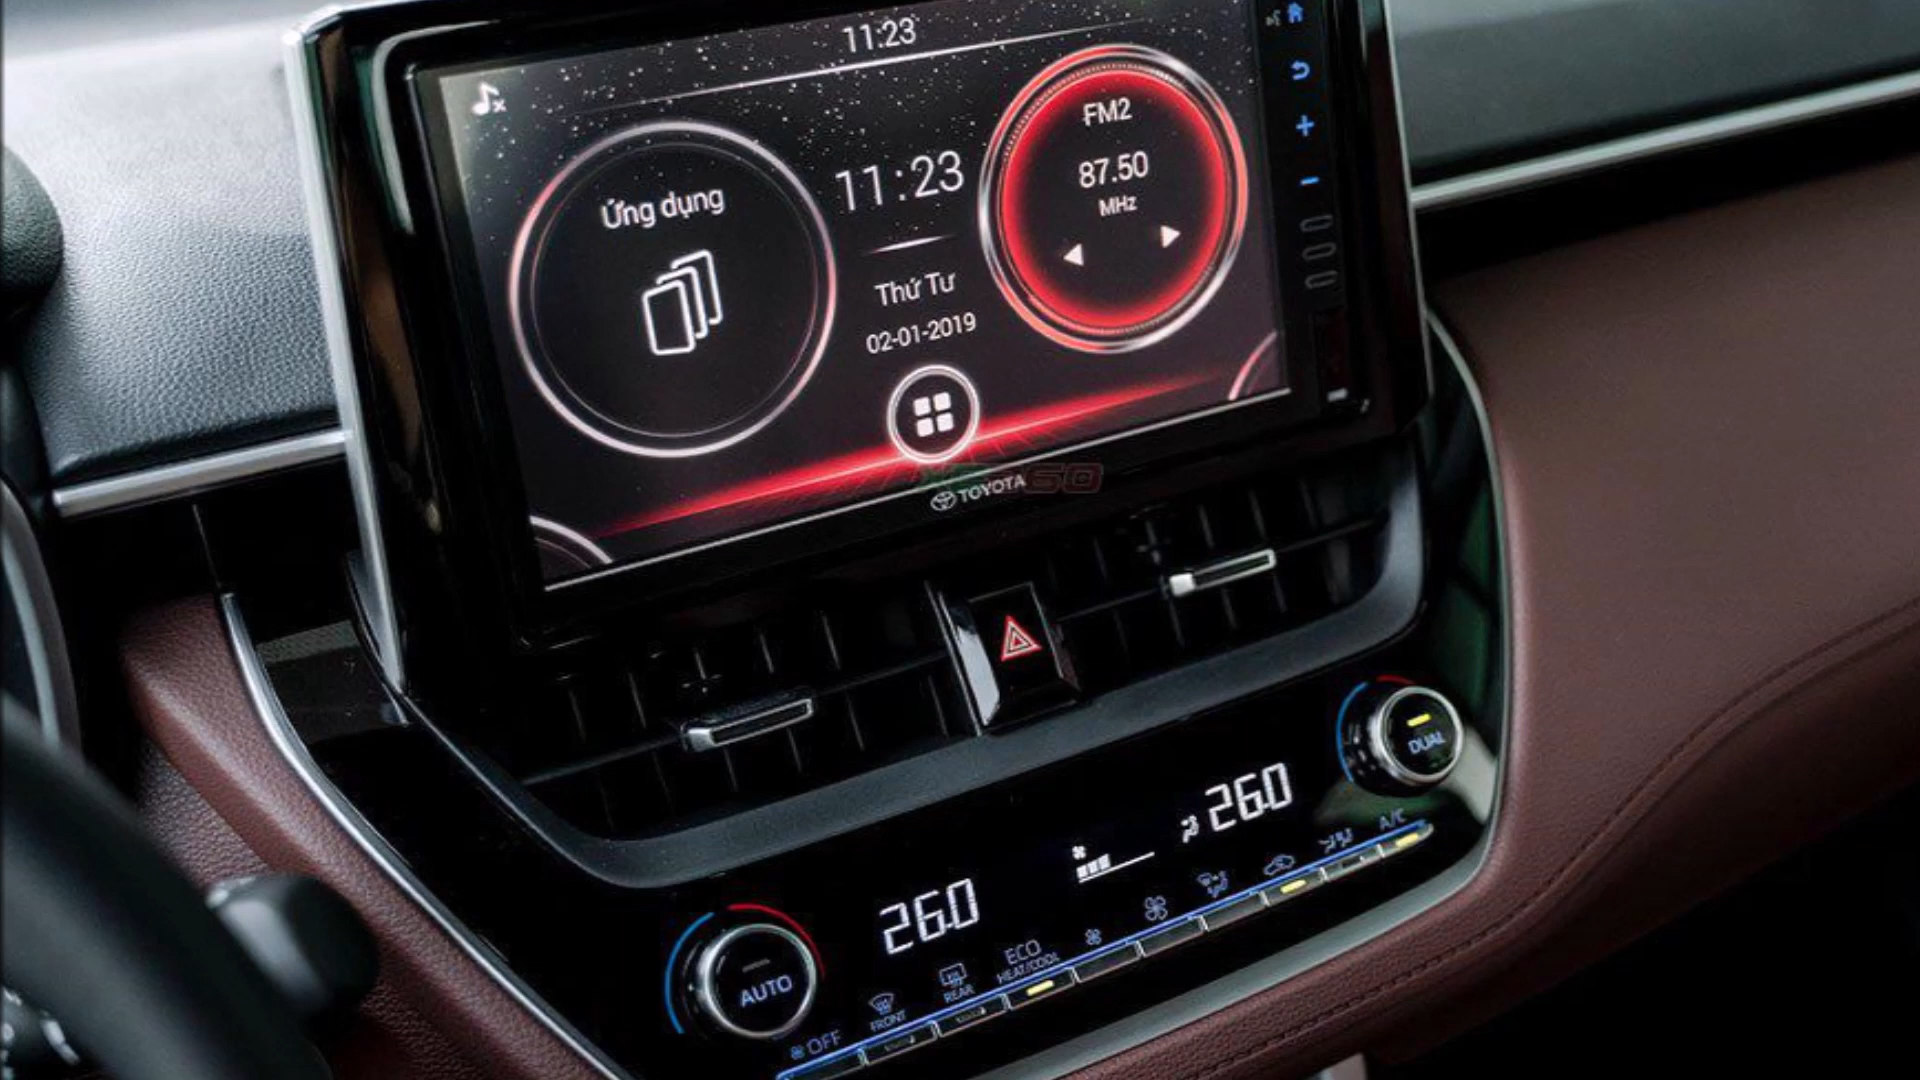 11:23
Ứng dụng
11:23
Thứ Tư
02-01-2019
FM2
87.50
MHz
TOYOTA
DUAL
26.0
26.0
AUTO
OFF
FRONT
REAR
ECO
HEAT/COOL
A/C